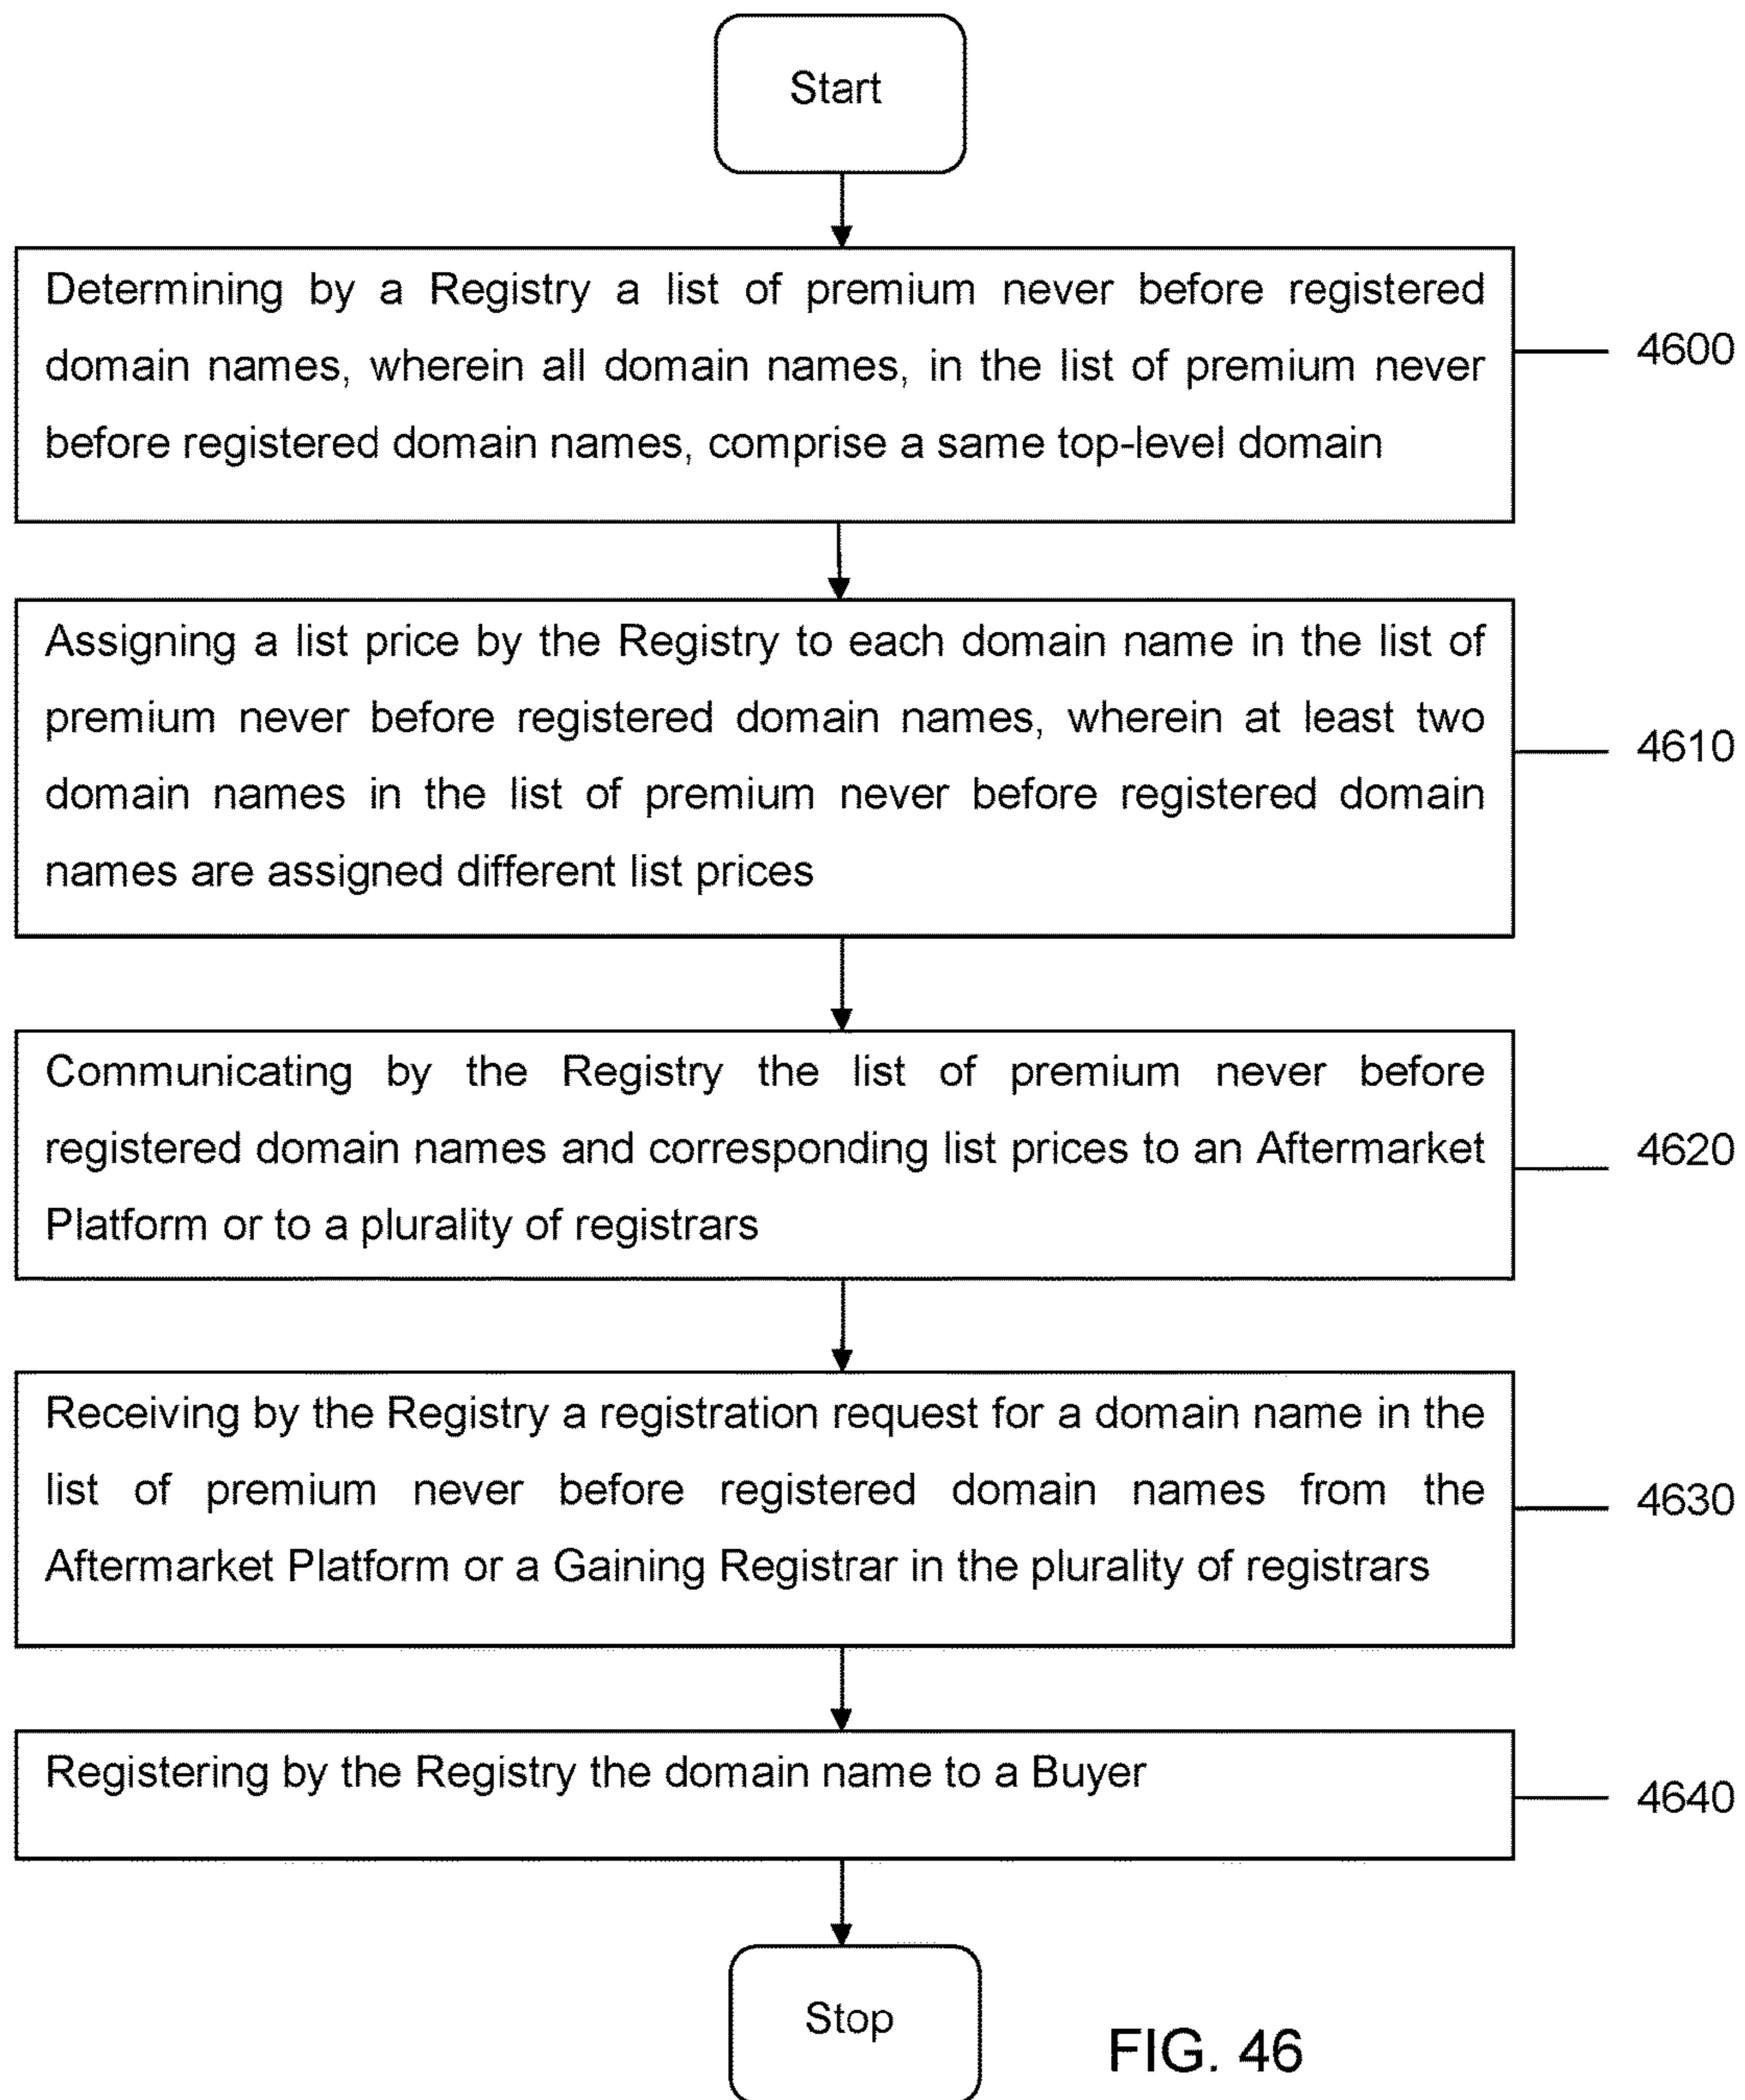 Start
Determining by a Registry a list of premium never before registered
domain names, wherein all domain names, in the list of premium never
before registered domain names, comprise a same top-level domain
4600
Assigning a list price by the Registry to each domain name in the list of
premium never before registered domain names, wherein at least two
domain names in the list of premium never before registered domain
names are assigned different list prices
4610
Communicating by the Registry the list of premium never before
registered domain names and corresponding list prices to an Aftermarket
Platform or to a plurality of registrars
4620
Receiving by the Registry a registration request for a domain name in the
list of premium never before registered domain names from the
Aftermarket Platform or a Gaining Registrar in the plurality of registrars
4630
Registering by the Registry the domain name to a Buyer
4640
Stop
FIG. 46